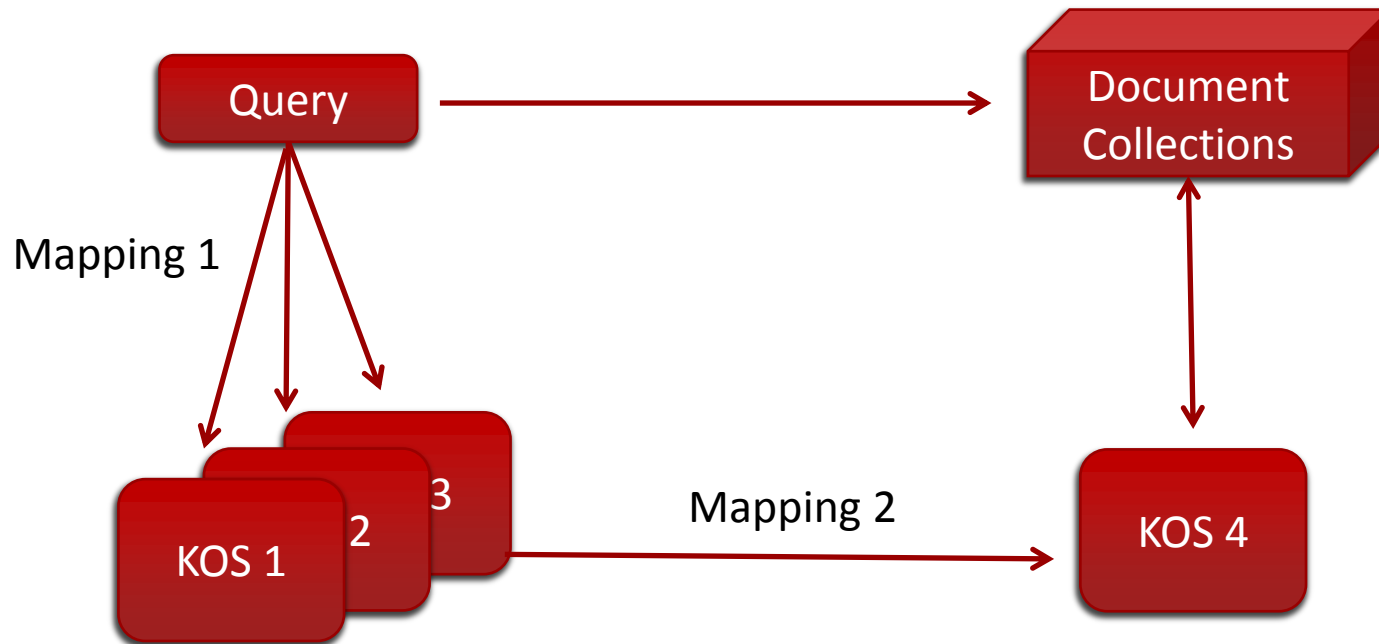 Query
Document
Collections
Mapping 1
3
2
KOS 1
Mapping 2
KOS 4